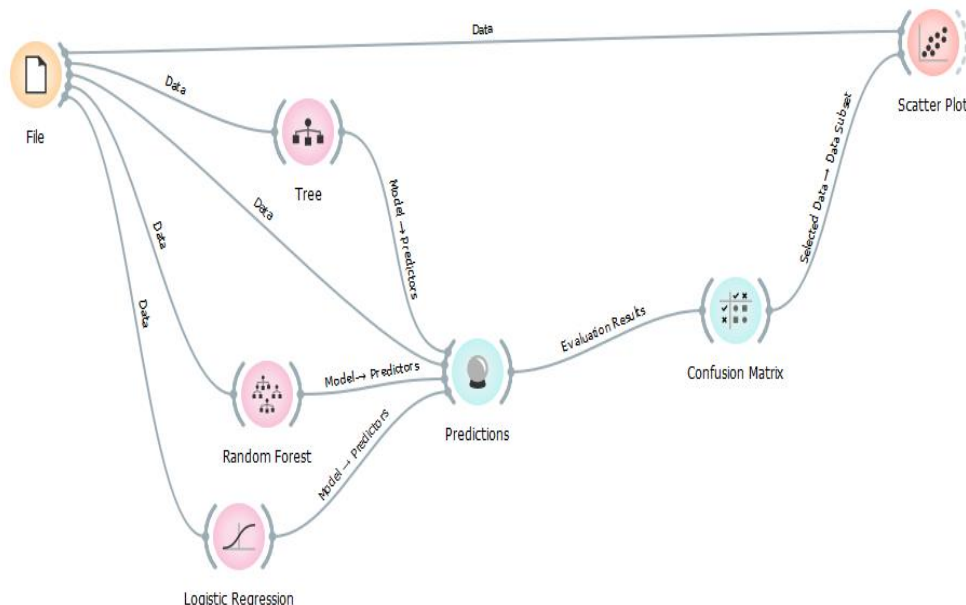 Data
File
Data
Scatter Plot
Tree
Data
Model → Predictors
Selected Data → Data Subset
Data
Data
Evaluation Results
Confusion Matrix
Model → Predictors
Random Forest
Predictions
Model → Predictors
Logistic Regression